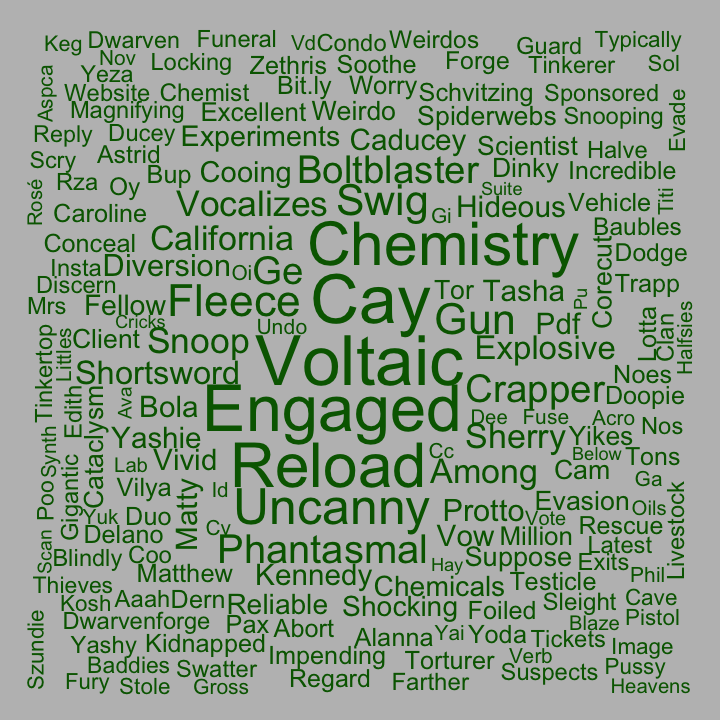 Keg Dwarven Funeral Vd Condo Weirdos Guard Typically
Nov Locking Zethris Soothe Forge Tinkerer Sol
Yeza
Aspca Website Chemist Bit.ly Worry Schvitzing Sponsored Evade
Magnifying Excellent Weirdo Spiderwebs Snooping
Reply Ducey Experiments Caducey Scientist Halve
Scry Astrid Bup Cooing Boltblaster Dinky Incredible
Rosé Rza Oy Vocalizes Swig Gi Suite Hideous Vehicle Titi
Caroline California Chemistry Baubles
Conceal Corecut Dodge
Insta Diversion Oi Ge Cay Tor Tasha Pu Trapp
Discern
Mrs Fellow Fleece Gun Pdf Lotta Clan Halfsies
Cricks Undo
Tinkertop Littles Client Snoop Voltaic Explosive
Shortsword Noes
Edith Cataclysm Ava Bola Engaged Crapper Doopie
Dee Fuse Acro Nos
Yashie Sherry Yikes
Synth Lab Vivid Reload Cc Among Below Tons
Cam
Poo Gigantic Vilya Id Ga
Yuk Duo Matty Uncanny Protto Evasion Oils Livestock
Delano Cy Vote Rescue
Scan Blindly Coo Phantasmal Vow Million Latest
Hay Suppose Exits
Thieves Matthew Kennedy Chemicals Testicle Phil
Kosh Aaah Dern Reliable Shocking Foiled Sleight Cave
Szundie Dwarvenforge Pax Abort Alanna Yai Yoda Blaze Pistol
Yashy Kidnapped Tickets Image
Baddies Swatter Impending Torturer Verb Suspects Pussy
Fury Stole Gross Regard Farther Heavens